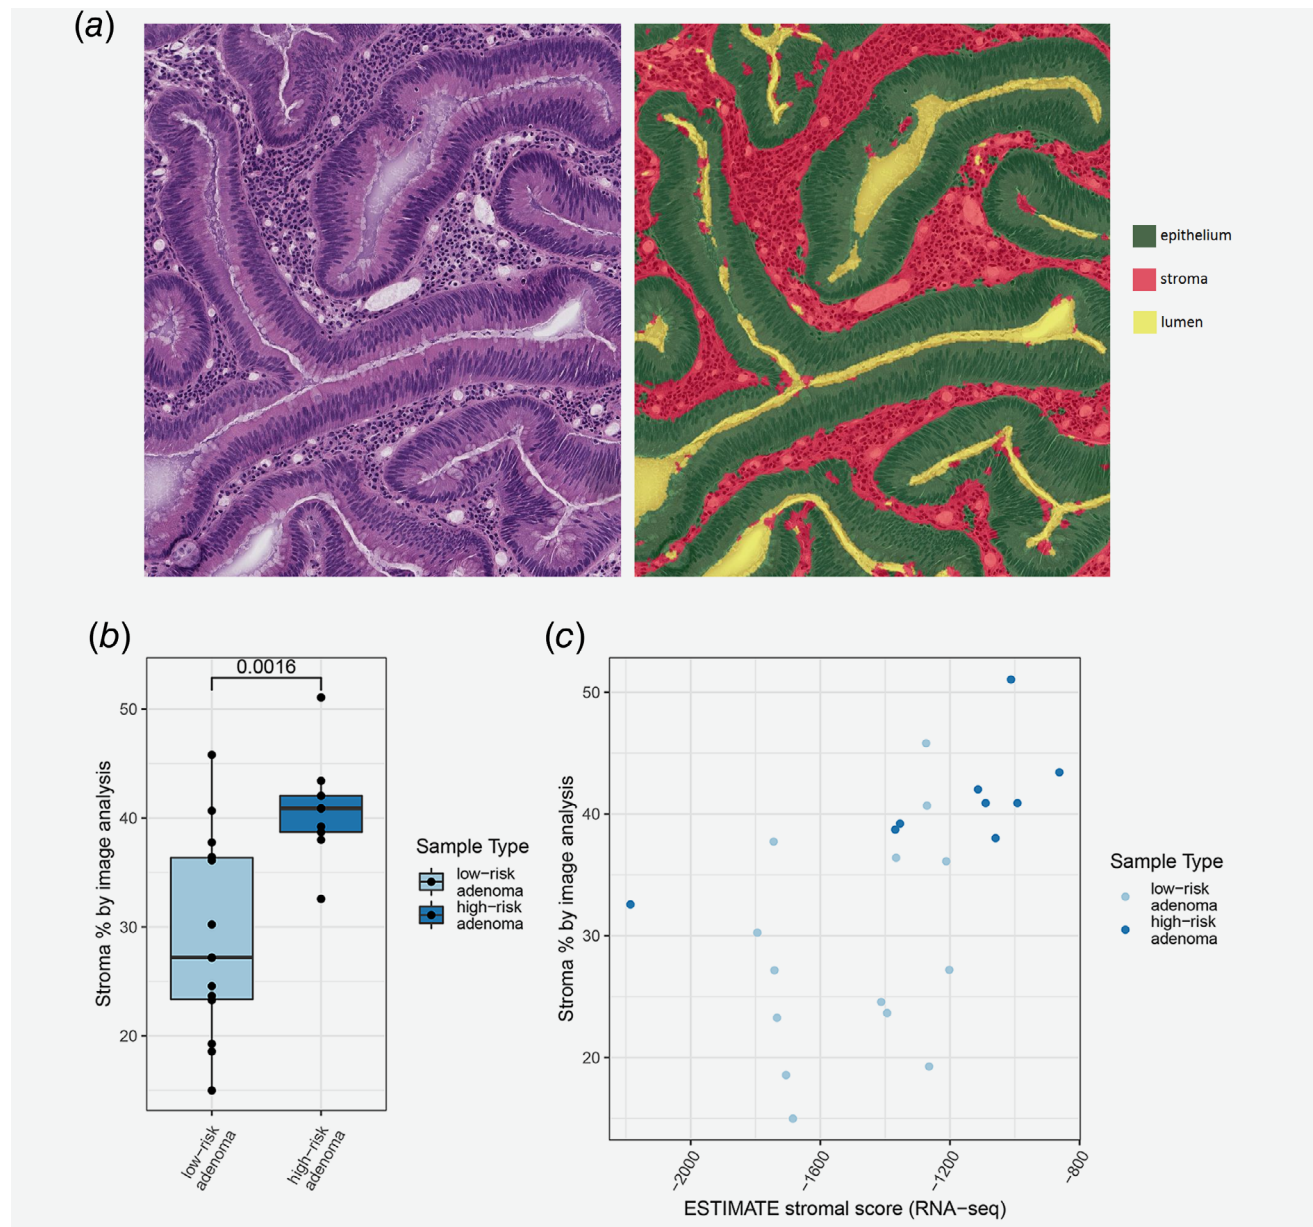 (a)
epithelium
stroma
lumen
(b)
0.0016
50
40
30
20
Stroma % by image analysis
low−risk
adenoma
high−risk
adenoma
Sample Type
low−risk
adenoma
high−risk
adenoma
(c)
50
40
30
20
Stroma % by image analysis
−2000
−1600
−1200
−800
ESTIMATE stromal score (RNA−seq)
Sample Type
low−risk
adenoma
high−risk
adenoma